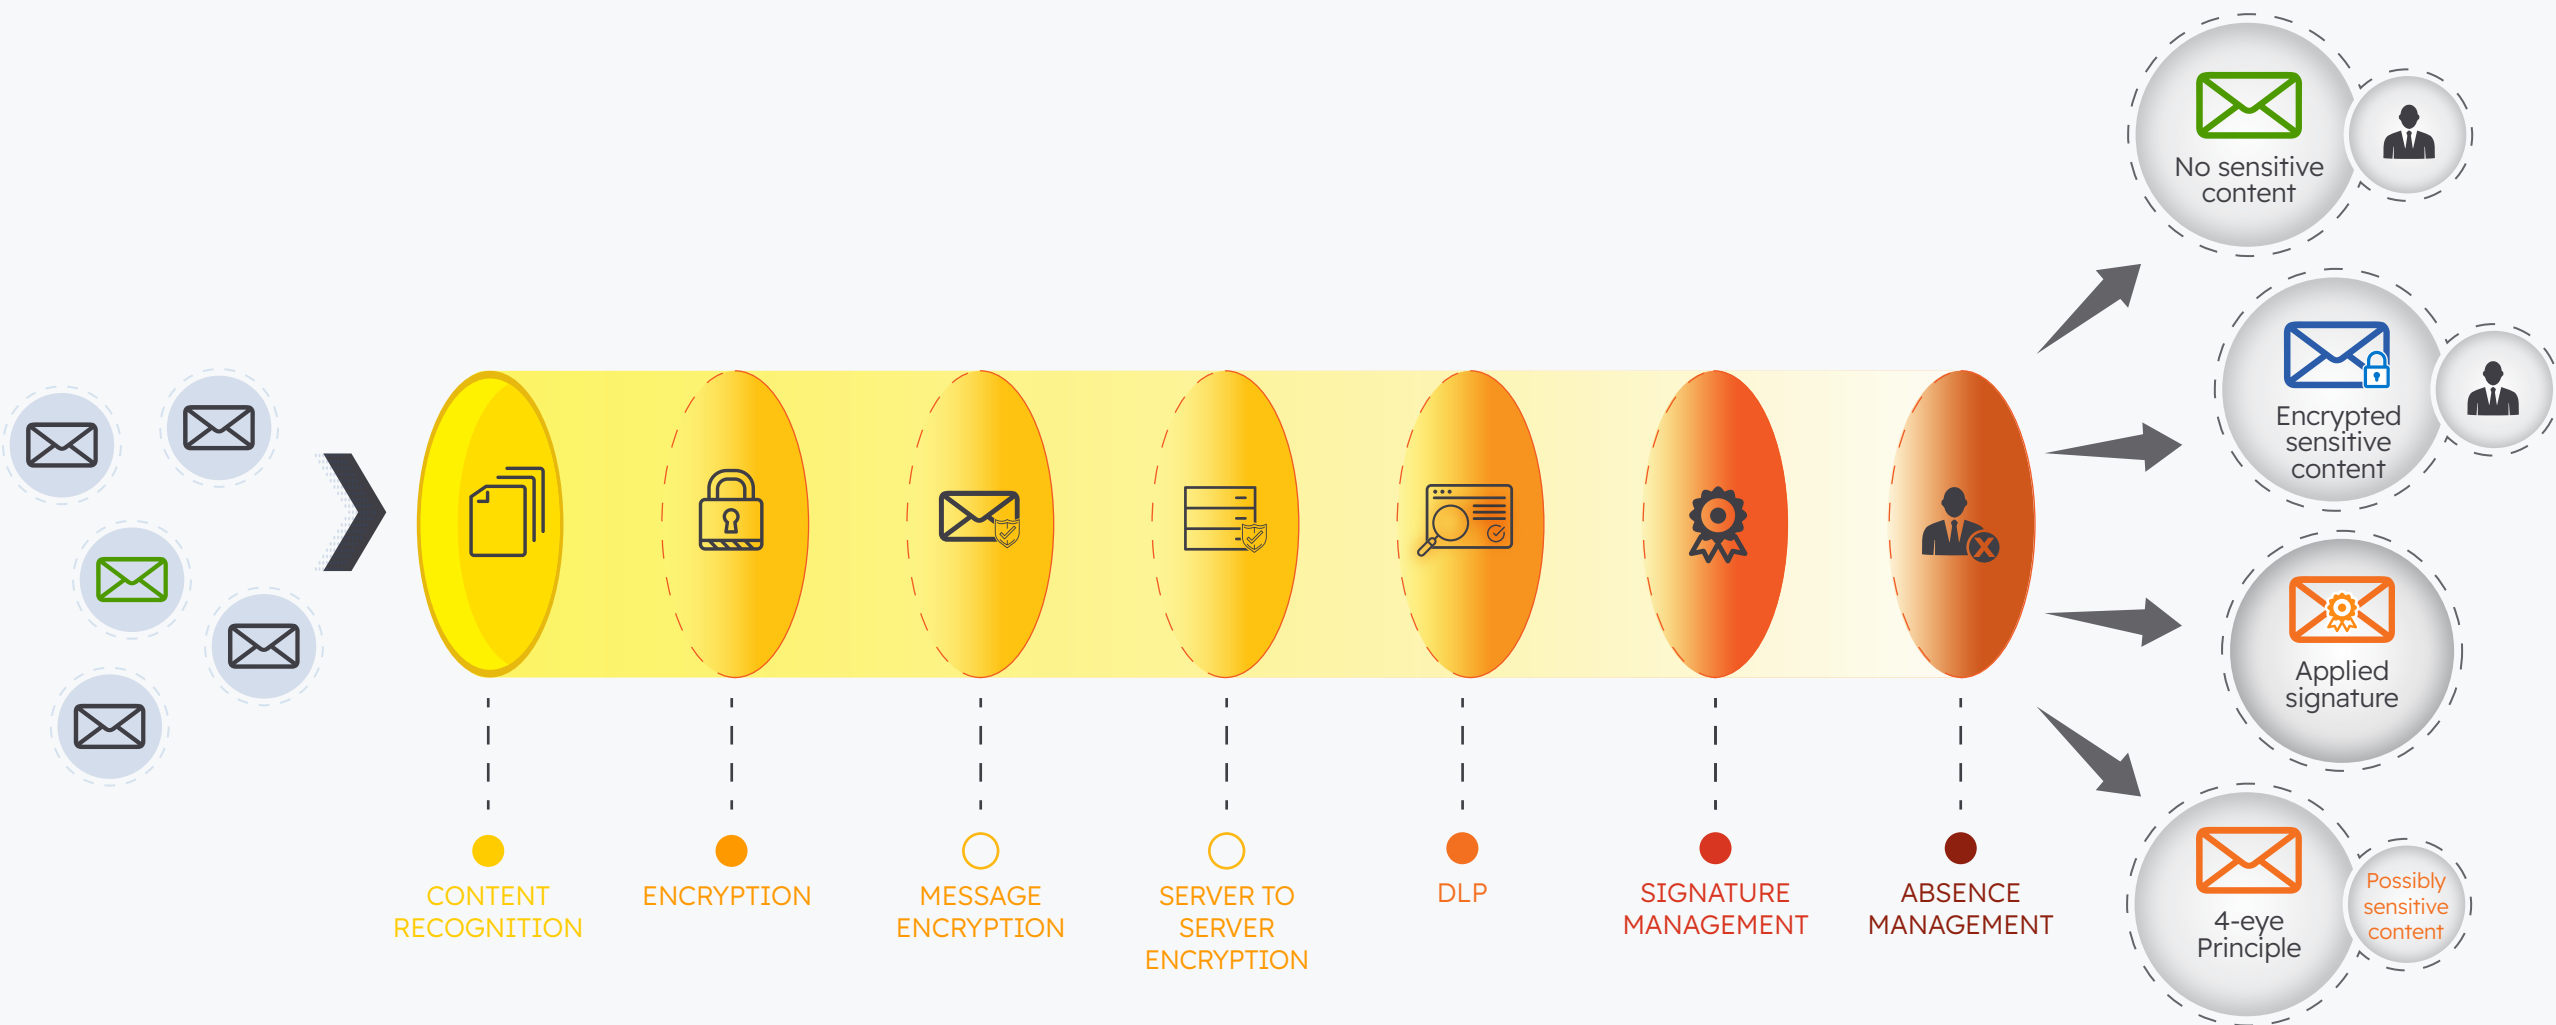 No sensitive
content
Encrypted
sensitive
content
Applied
signature
4-eye
Principle
Possibly
sensitive
content
CONTENT
RECOGNITION
ENCRYPTION
MESSAGE
ENCRYPTION
SERVER TO
SERVER
ENCRYPTION
DLP
SIGNATURE
MANAGEMENT
ABSENCE
MANAGEMENT